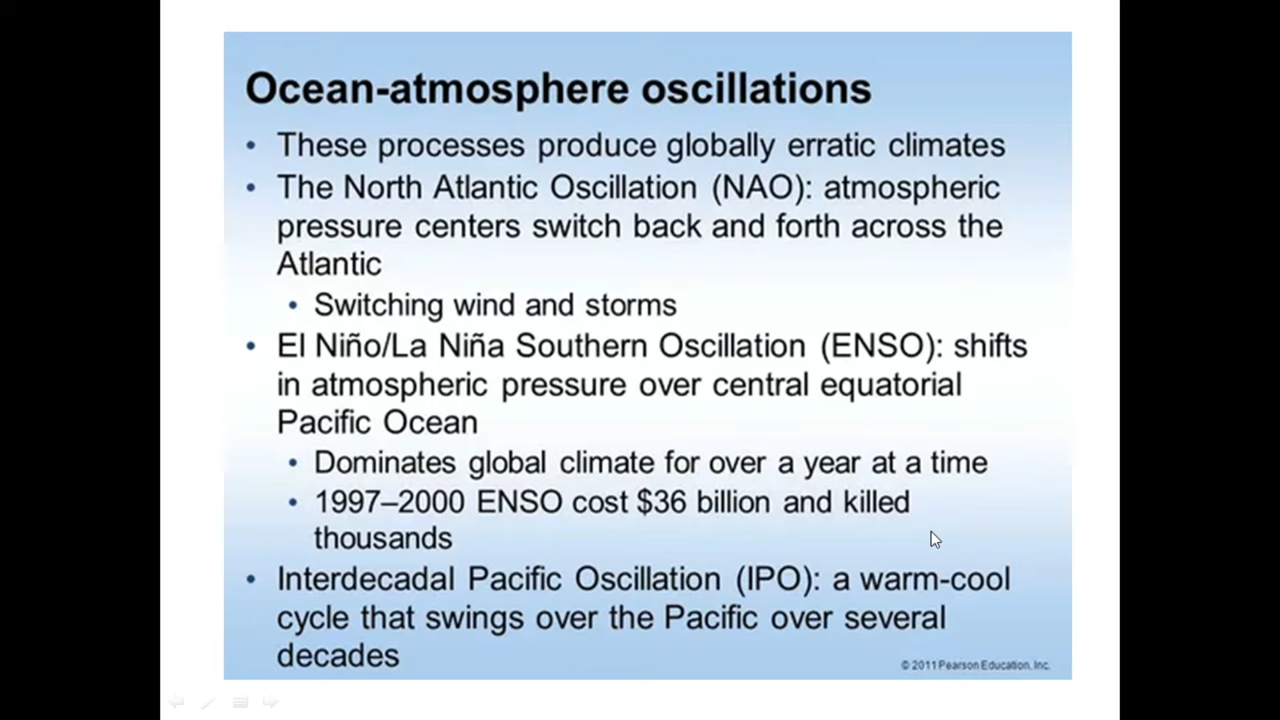 Ocean-atmosphere oscillations
• These processes produce globally erratic climates
• The North Atlantic Oscillation (NAO): atmospheric
pressure centers switch back and forth across the
Atlantic
• Switching wind and storms
• El Niño/La Niña Southern Oscillation (ENSO): shifts
in atmospheric pressure over central equatorial
Pacific Ocean
• Dominates global climate for over a year at a time
• 1997–2000 ENSO cost $36 billion and killed
thousands
• Interdecadal Pacific Oscillation (IPO): a warm-cool
cycle that swings over the Pacific over several
decades
© 2011 Pearson Education, Inc.